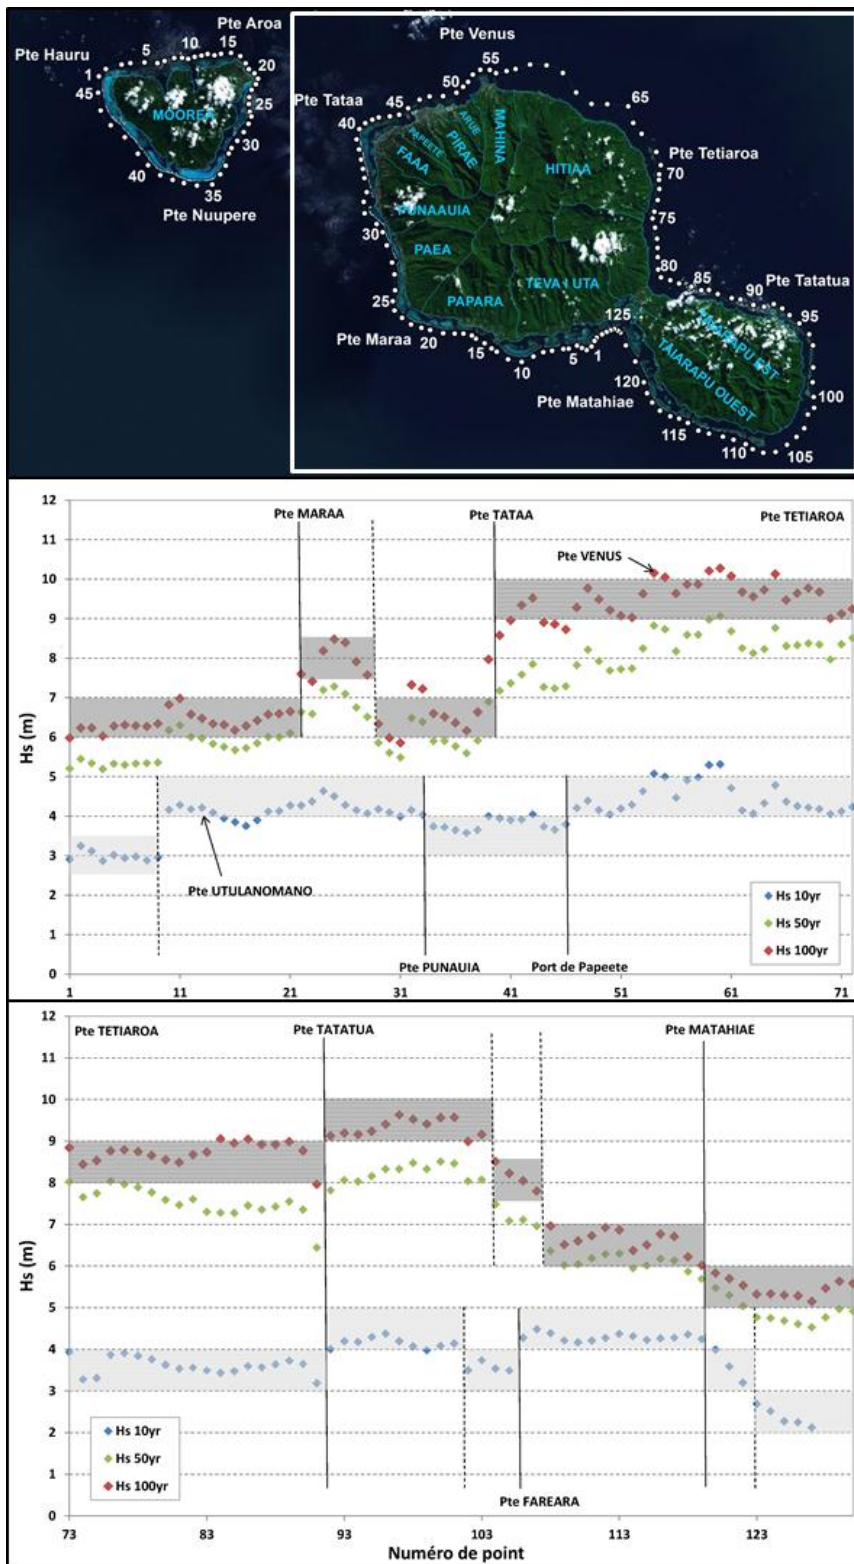 Pte Aroa
Pte Hauru
5
10
15
20
1
45
25
MOOREA
30
40
35
Pte Nuupere
Pte Venus
55
50
65
Pte Tataa
45
40
ARUE
PAPEETE
PIRAE
MAHINA
FAAA
HITIAA
Pte Tetiaroa
70
PUNAAUIA
75
30
PAEA
80
TEVA I UTA
85
90
Pte Tatatua
25
PAPARA
95
125
Pte Maraa
20
15
10
5
1
TAIARAPU EST
TAIARAPU OUEST
120
100
Pte Matahiae
115
110
105
12
11
10
9
8
7
6
5
4
3
2
1
0
Hs (m)
Pte MARAA
Pte TATAA
Pte TETIAROA
Pte VENUS
Pte UTULANOMANO
Hs 10yr
Hs 50yr
Hs 100yr
Pte PUNAUIA
Port de Papeete
1 11 21 31 41 51 61 71
12
11
10
9
8
7
6
5
4
3
2
1
0
Hs (m)
Pte TETIAROA
Pte TATATUA
Pte MATAHIAE
Hs 10yr
Hs 50yr
Hs 100yr
Pte FAREARA
73 83 93 103 113 123
Numéro de point